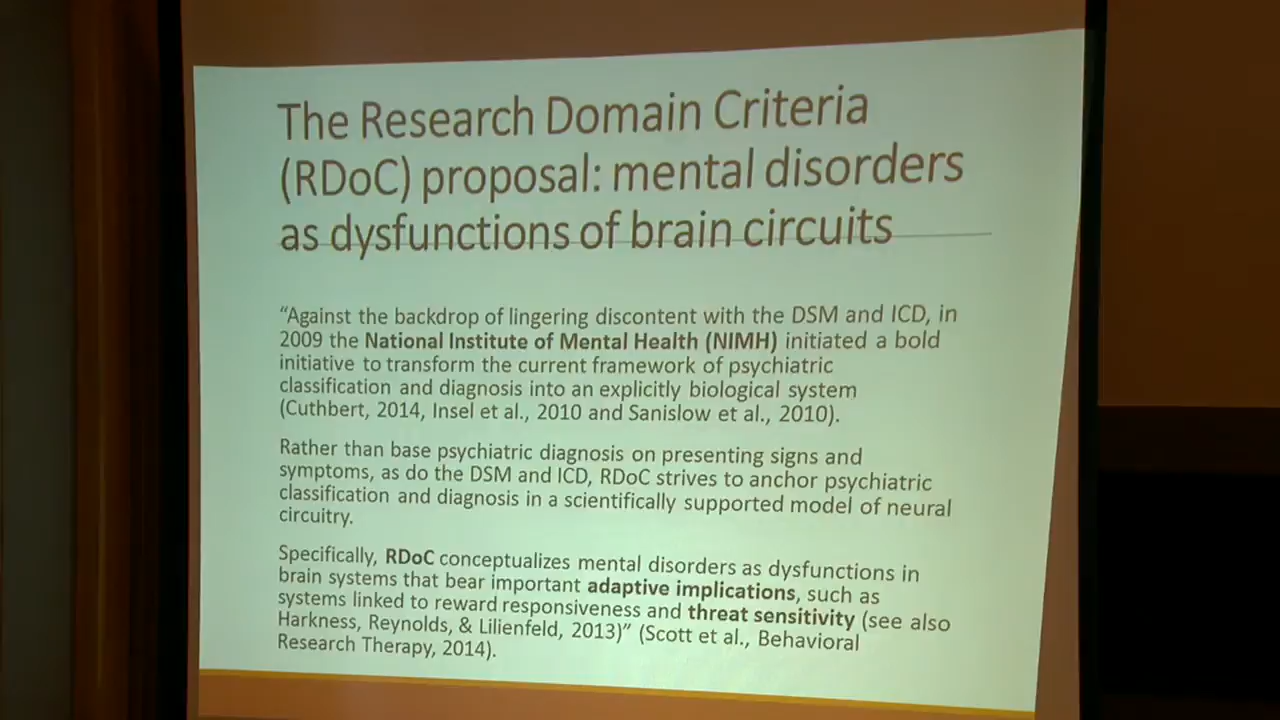 The Research Domain Criteria
(RDoC) proposal: mental disorders
as dysfunctions of brain circuits
“Against the backdrop of lingering discontent with the DSM and ICD, in
2009 the National Institute of Mental Health (NIMH) initiated a bold
initiative to transform the current framework of psychiatric
classification and diagnosis into an explicitly biological system
(Cuthbert, 2014, Insel et al., 2010 and Sanislow et al., 2010).
Rather than base psychiatric diagnosis on presenting signs and
symptoms, as do the DSM and ICD, RDoC strives to anchor psychiatric
classification and diagnosis in a scientifically supported model of neural
circuitry.
Specifically, RDoC conceptualizes mental disorders as dysfunctions in
brain systems that bear important adaptive implications, such as
systems linked to reward responsiveness and threat sensitivity (see also
Harkness, Reynolds, & Lilienfeld, 2013)” (Scott et al., Behavioral
Research Therapy, 2014).